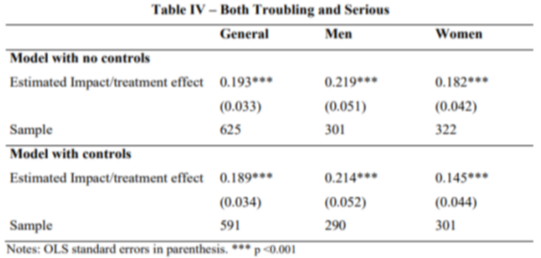 Table IV – Both Troubling and Serious
General Men Women
Model with no controls
Estimated Impact/treatment effect 0.193*** 0.219*** 0.182***
(0.033) (0.051) (0.042)
Sample 625 301 322
Model with controls
Estimated Impact/treatment effect 0.189*** 0.214*** 0.145***
(0.034) (0.052) (0.044)
Sample 591 290 301
Notes: OLS standard errors in parenthesis. *** p <0.001